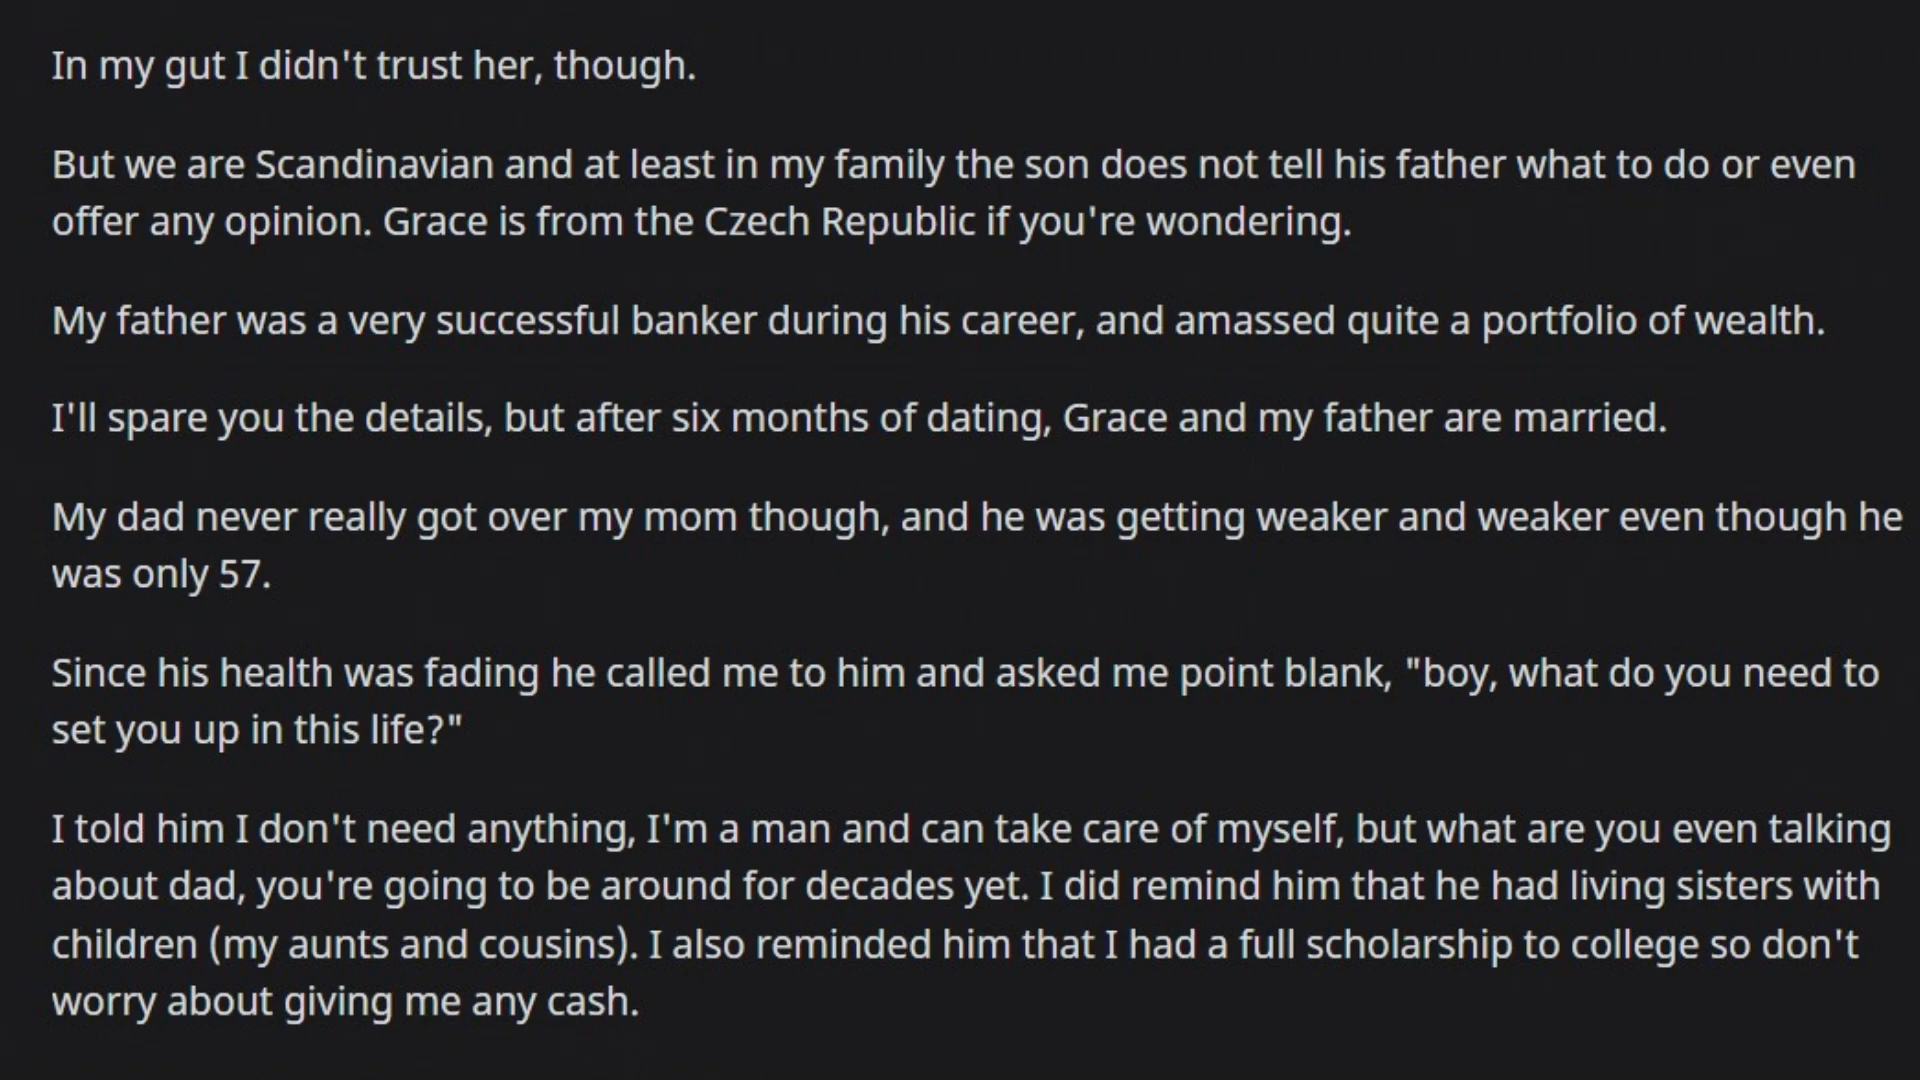 In my gut I didn't trust her, though.
But we are Scandinavian and at least in my family the son does not tell his father what to do or even
offer any opinion. Grace is from the Czech Republic if you're wondering.
My father was a very successful banker during his career, and amassed quite a portfolio of wealth.
I'll spare you the details, but after six months of dating, Grace and my father are married.
My dad never really got over my mom though, and he was getting weaker and weaker even though he
was only 57.
Since his health was fading he called me to him and asked me point blank, "boy, what do you need to
set you up in this life?"
I told him I don't need anything, I'm a man and can take care of myself, but what are you even talking
about dad, you're going to be around for decades yet. I did remind him that he had living sisters with
children (my aunts and cousins). I also reminded him that I had a full scholarship to college so don't
worry about giving me any cash.